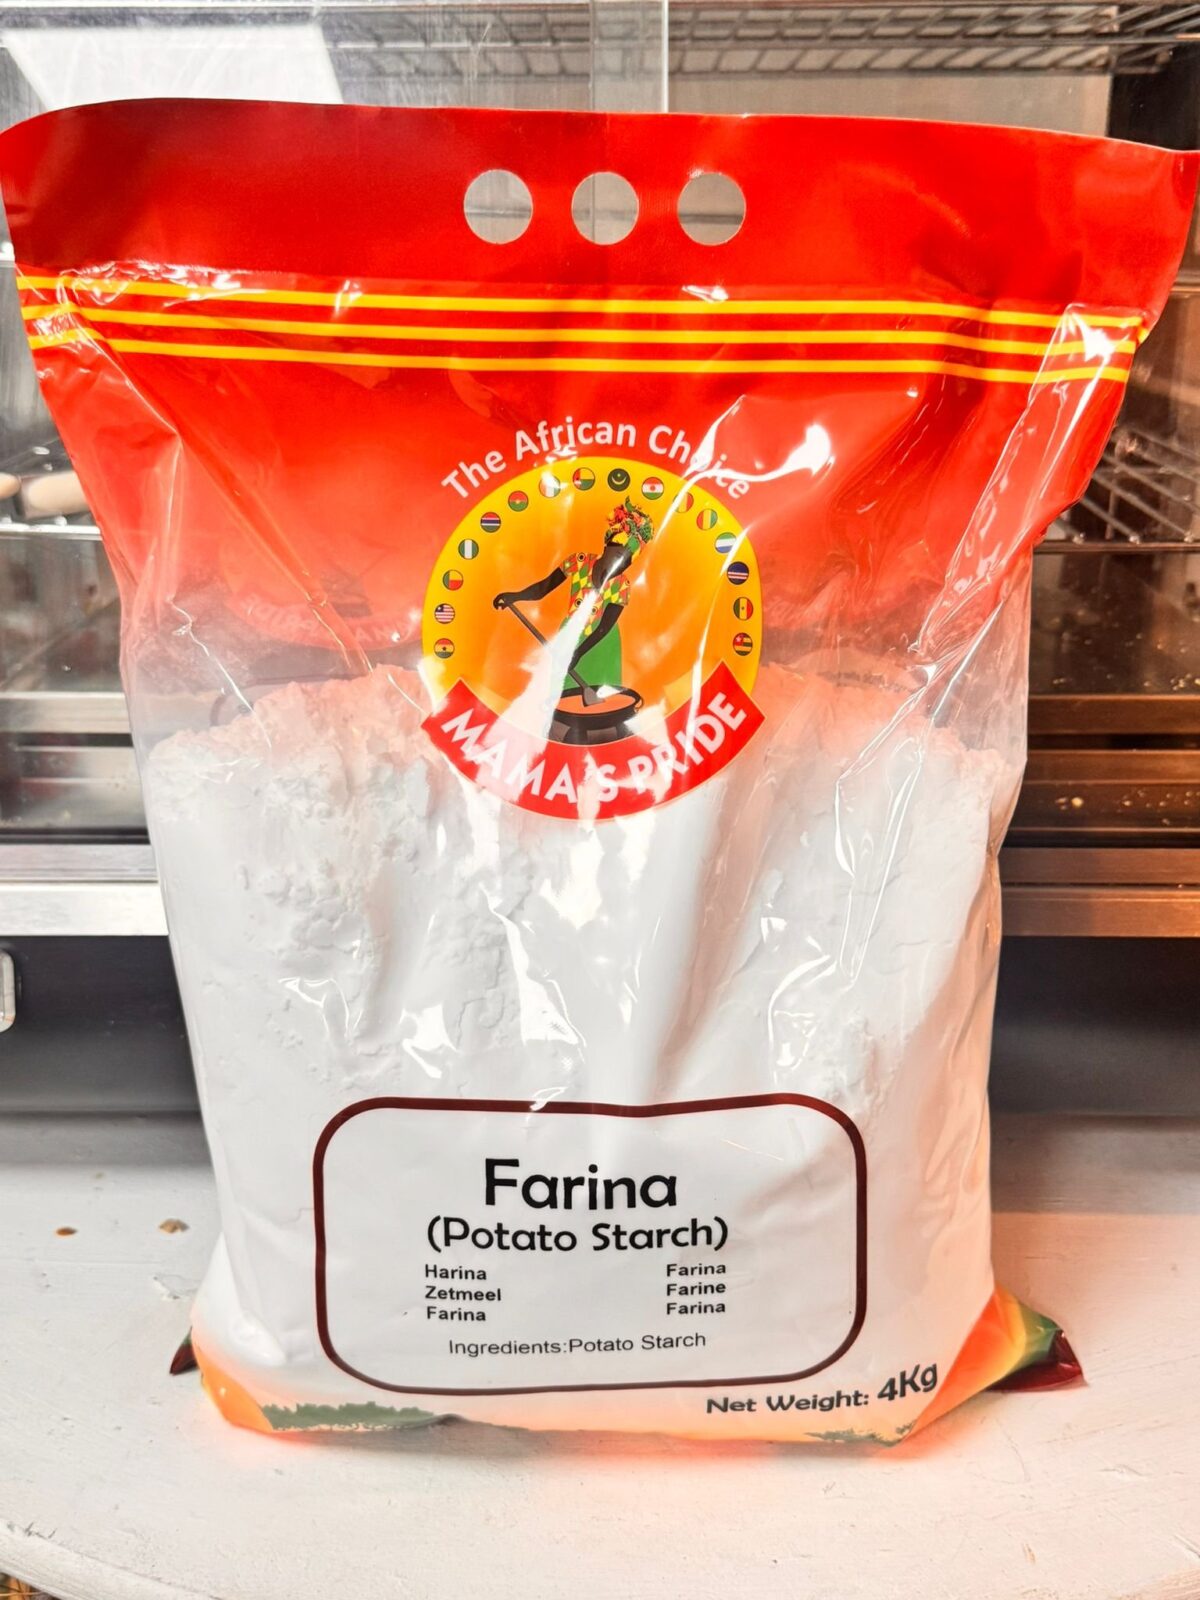 The African Choice
MAMA'S PRIDE
Farina
(Potato Starch)
Harina Farina
Zetmeel Farine
Farina Farina
Ingredients:Potato Starch
Net Weight: 4Kg